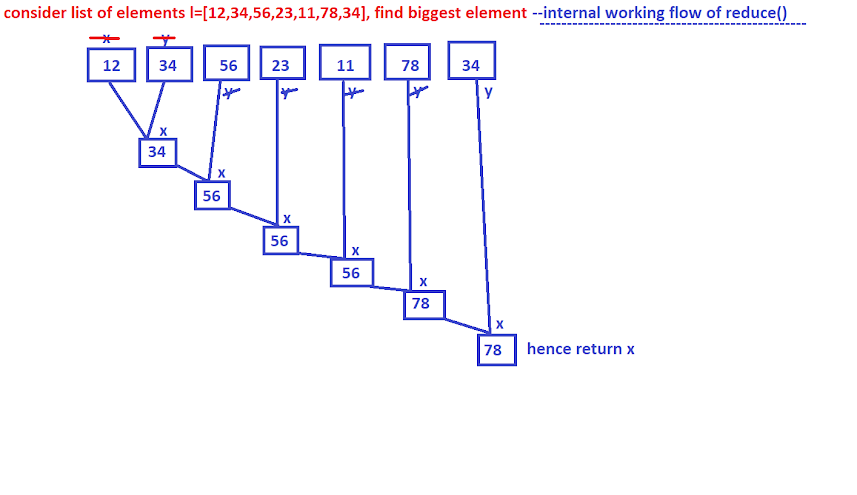 consider list of elements l=[12,34,56,23,11,78,34], find biggest element --internal working flow of reduce()
x y
12 34 56 23 11 78 34
y y y y y
x
34
x
56
x
56
x
56
x
78
x
78 hence return x